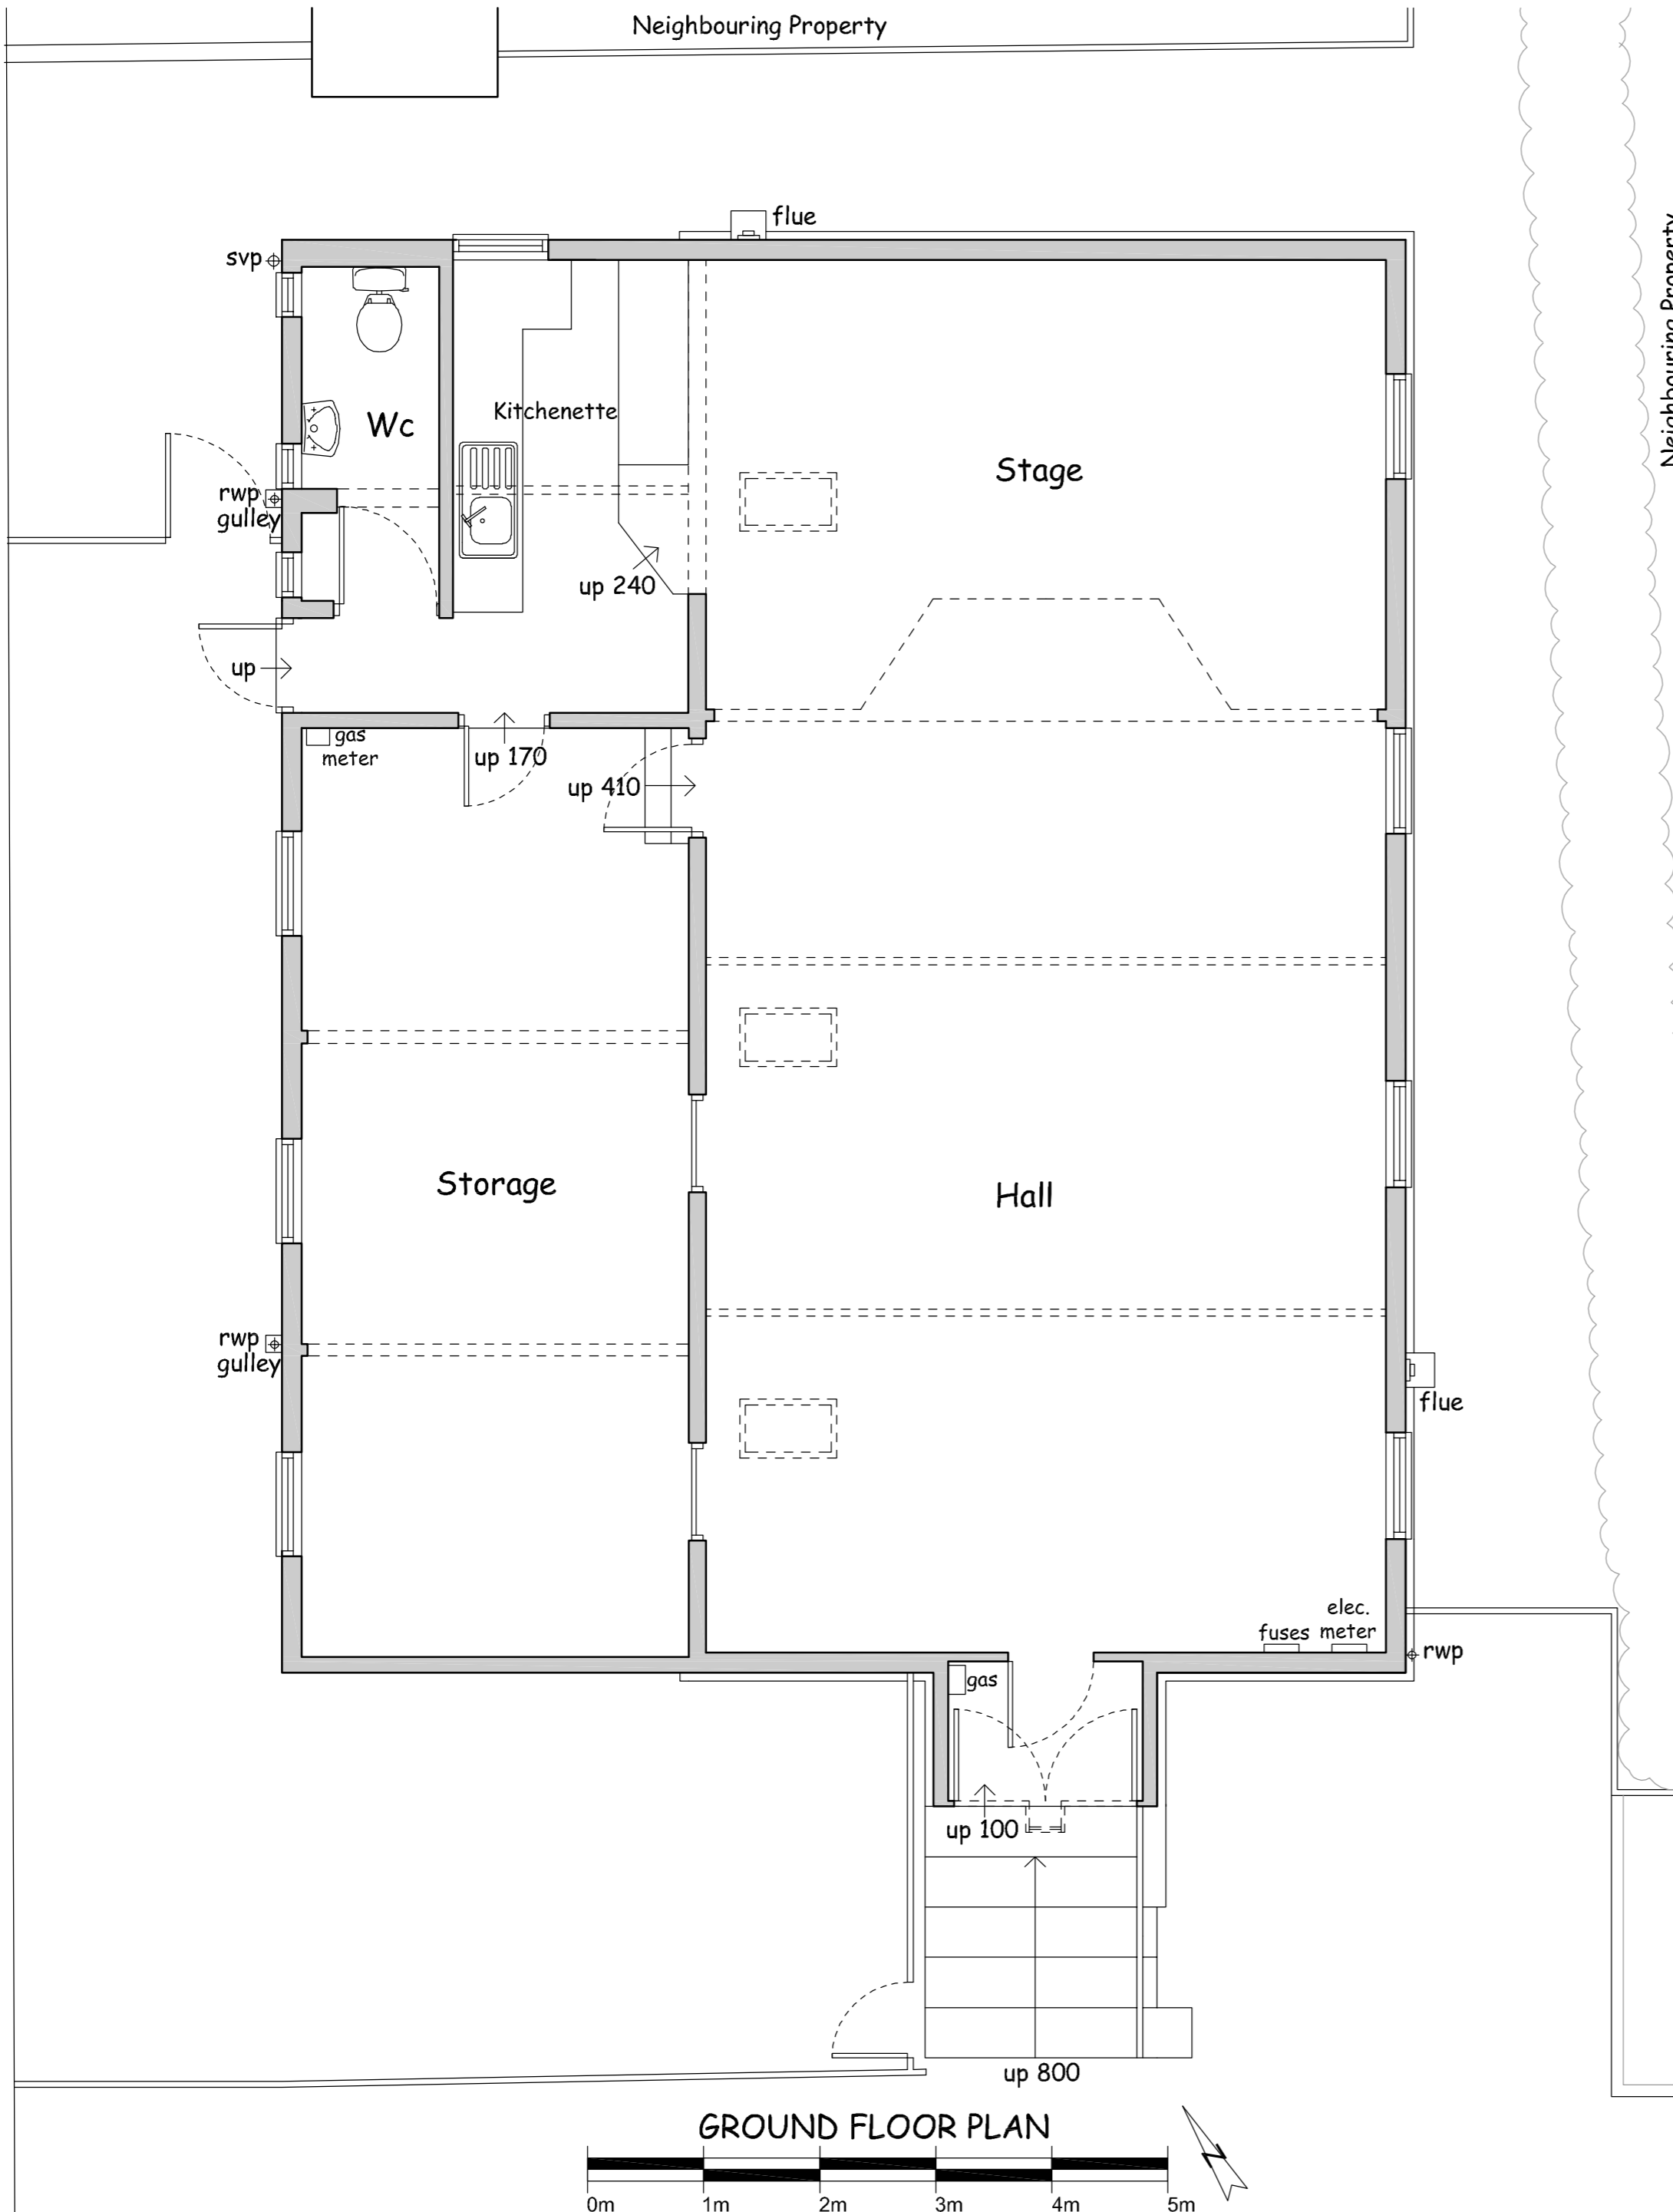 Neighbouring Property
flue
svp
Neighbouring Property
Kitchenette
Wc
Stage
rwp
gulley
up 240
up
gas
meter
up 170
up 410
Storage
Hall
rwp
gulley
flue
elec.
fuses meter
rwp
gas
up 100
up 800
GROUND FLOOR PLAN
N
0m 1m 2m 3m 4m 5m